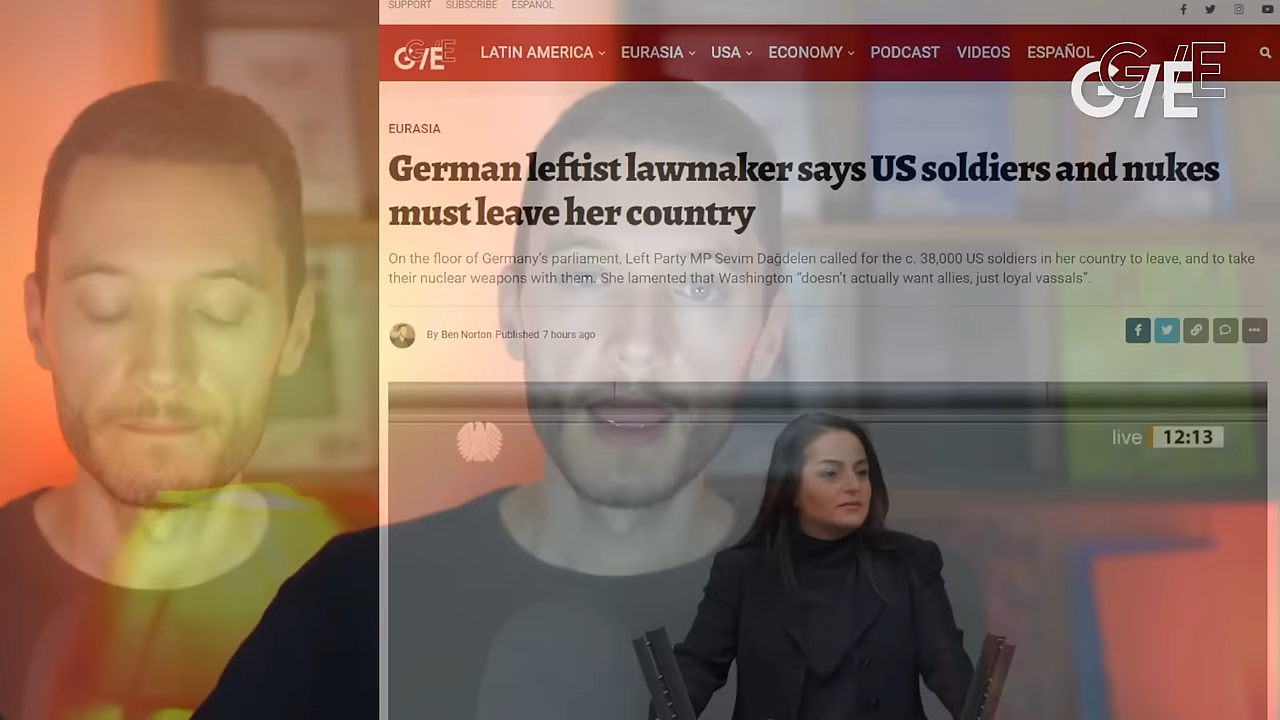 SUPPORT SUBSCRIBE ESPAÑOL
G/E LATIN AMERICA EURASIA USA ECONOMY PODCAST VIDEOS ESPAÑOL
G/E
EURASIA
German leftist lawmaker says US soldiers and nukes
must leave her country
On the floor of Germany's parliament, Left Party MP Sevim Dağdelen called for the c. 38,000 US soldiers in her country to leave, and to take
their nuclear weapons with them. She lamented that Washington “doesn't actually want allies, just loyal vassals”.
By Ben Norton Published 7 hours ago
live 12:13